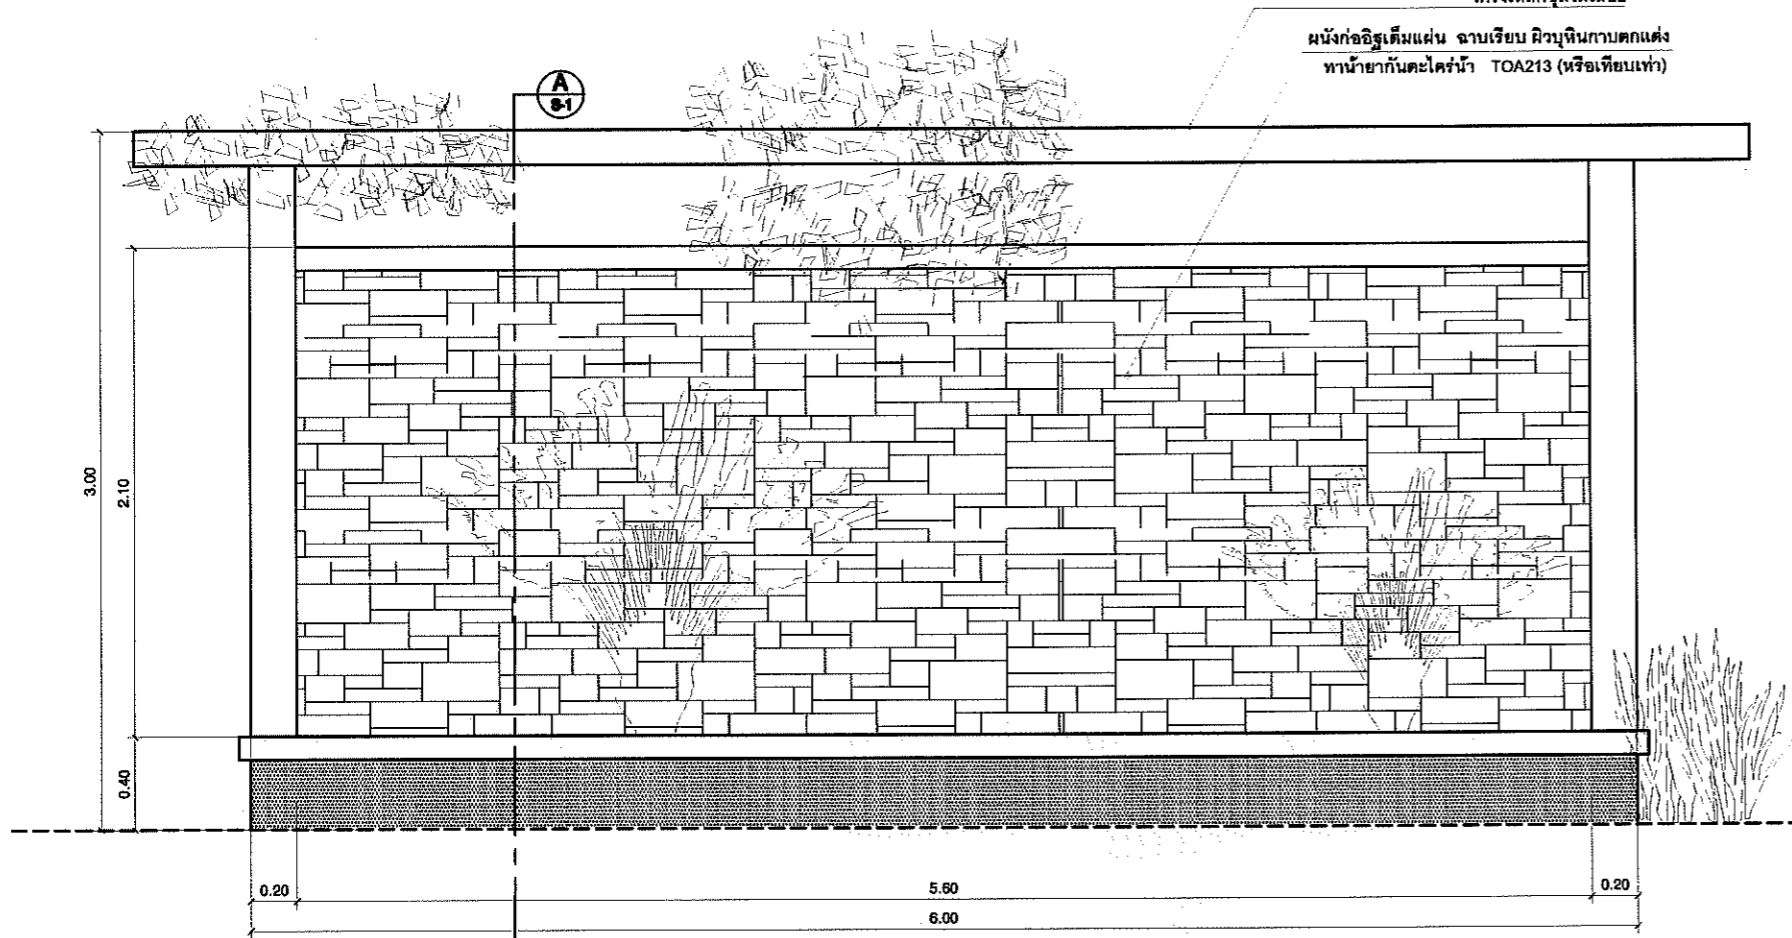 ผนังก่ออิฐเต็มแผ่น ฉาบเรียบ ผิวบุหินกาบตกแต่ง
ทาน้ำยากันตะไคร่น้ำ TOA213 (หรือเทียบเท่า)
A
S-1
3.00
2.10
0.40
0.20
5.60
0.20
6.00